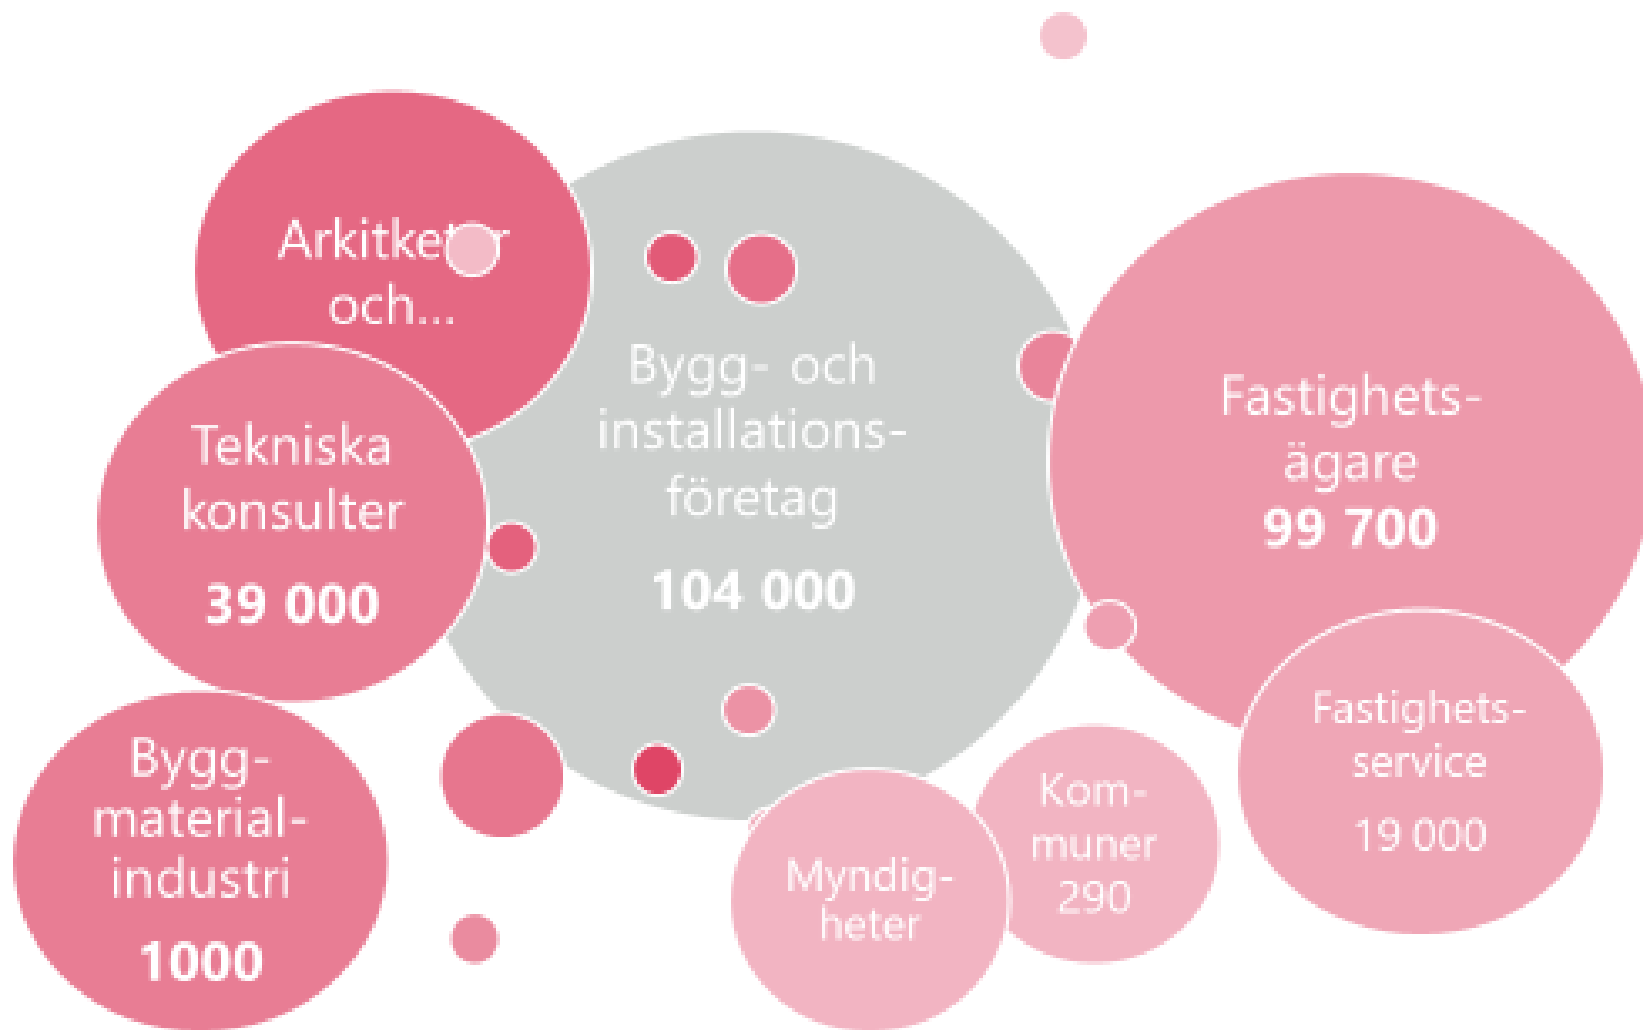 och...
Tekniska
konsulter
39 000
Bygg-
material-
industri
1000
Bygg- och
installations-
företag
104 000
Fastighets-
ägare
99 700
Fastighets-
service
19 000
Kom-
muner
290
Myndig-
heter